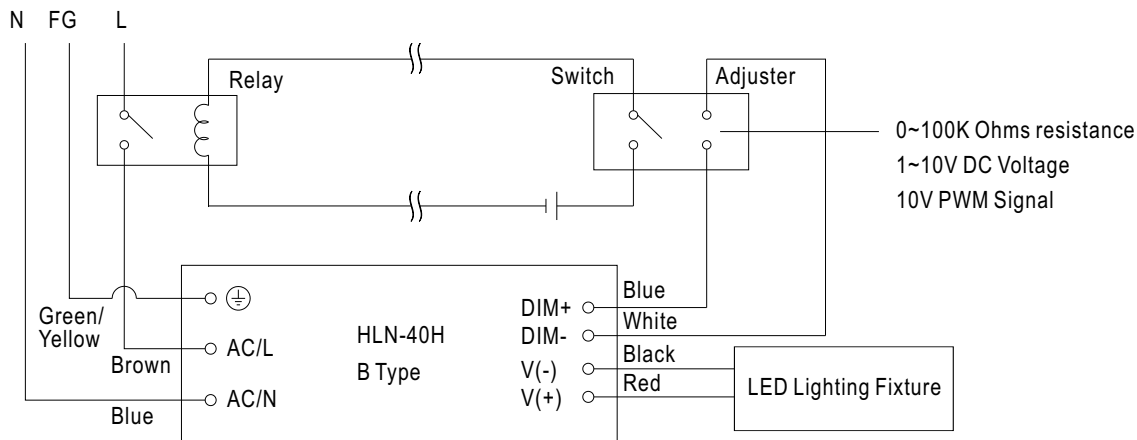 N FG L
Relay
Switch
Adjuster
0~100K Ohms resistance
1~10V DC Voltage
10V PWM Signal
Green/
Yellow
Brown
Blue
AC/L
AC/N
HLN-40H
B Type
DIM+
DIM-
V(-)
V(+)
Blue
White
Black
Red
LED Lighting Fixture